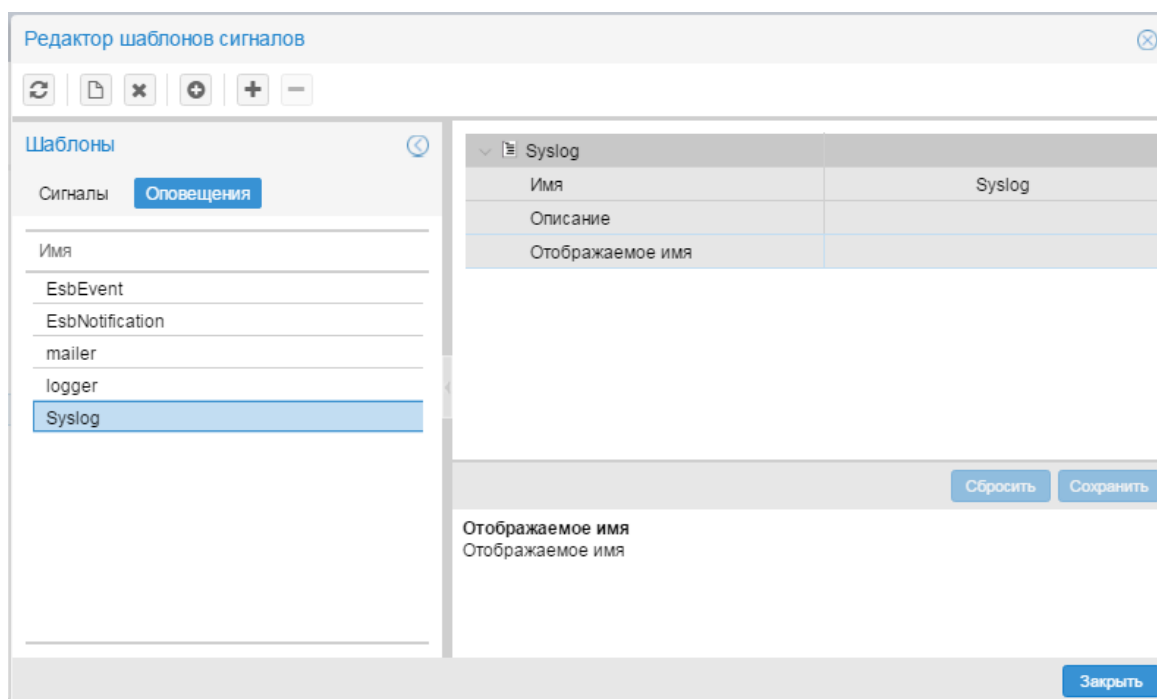 Редактор шаблонов сигналов
Шаблоны
Сигналы Оповещения
Имя
EsbEvent
EsbNotification
mailer
logger
Syslog
Syslog
Имя Syslog
Описание
Отображаемое имя
Сбросить Сохранить
Отображаемое имя
Отображаемое имя
Закрыть